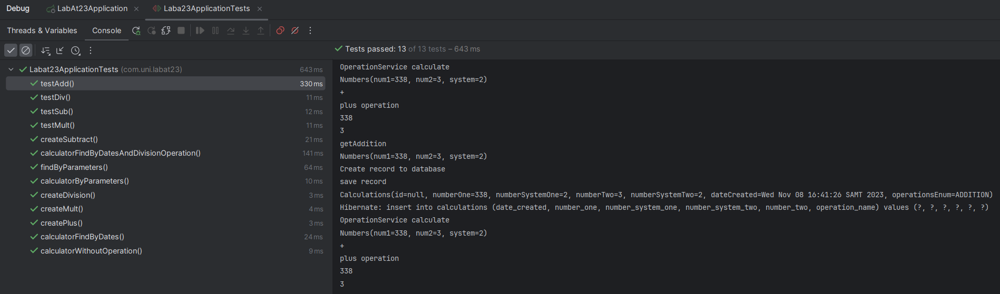 Debug LabAt23Application Laba23ApplicationTests
Threads & Variables Console
Tests passed: 13 of 13 tests – 643 ms
Labat23ApplicationTests (com.uni.labat23) 643 ms
testAdd() 330 ms
testDiv() 11 ms
testSub() 12 ms
testMult() 11 ms
createSubtract() 21 ms
calculatorFindByDatesAndDivisionOperation() 141 ms
findByParameters() 64 ms
calculatorByParameters() 10 ms
createDivision() 3 ms
createMult() 4 ms
createPlus() 3 ms
calculatorFindByDates() 24 ms
calculatorWithoutOperation() 9 ms
OperationService calculate
Numbers(num1=338, num2=3, system=2)
+
plus operation
338
3
getAddition
Numbers(num1=338, num2=3, system=2)
Create record to database
save record
Calculations(id=null, numberOne=338, numberSystemOne=2, numberTwo=3, numberSystemTwo=2, dateCreated=Wed Nov 08 16:41:26 SAMT 2023, operationsEnum=ADDITION)
Hibernate: insert into calculations (date_created, number_one, number_system_one, number_system_two, number_two, operation_name) values (?, ?, ?, ?, ?, ?)
OperationService calculate
Numbers(num1=338, num2=3, system=2)
+
plus operation
338
3